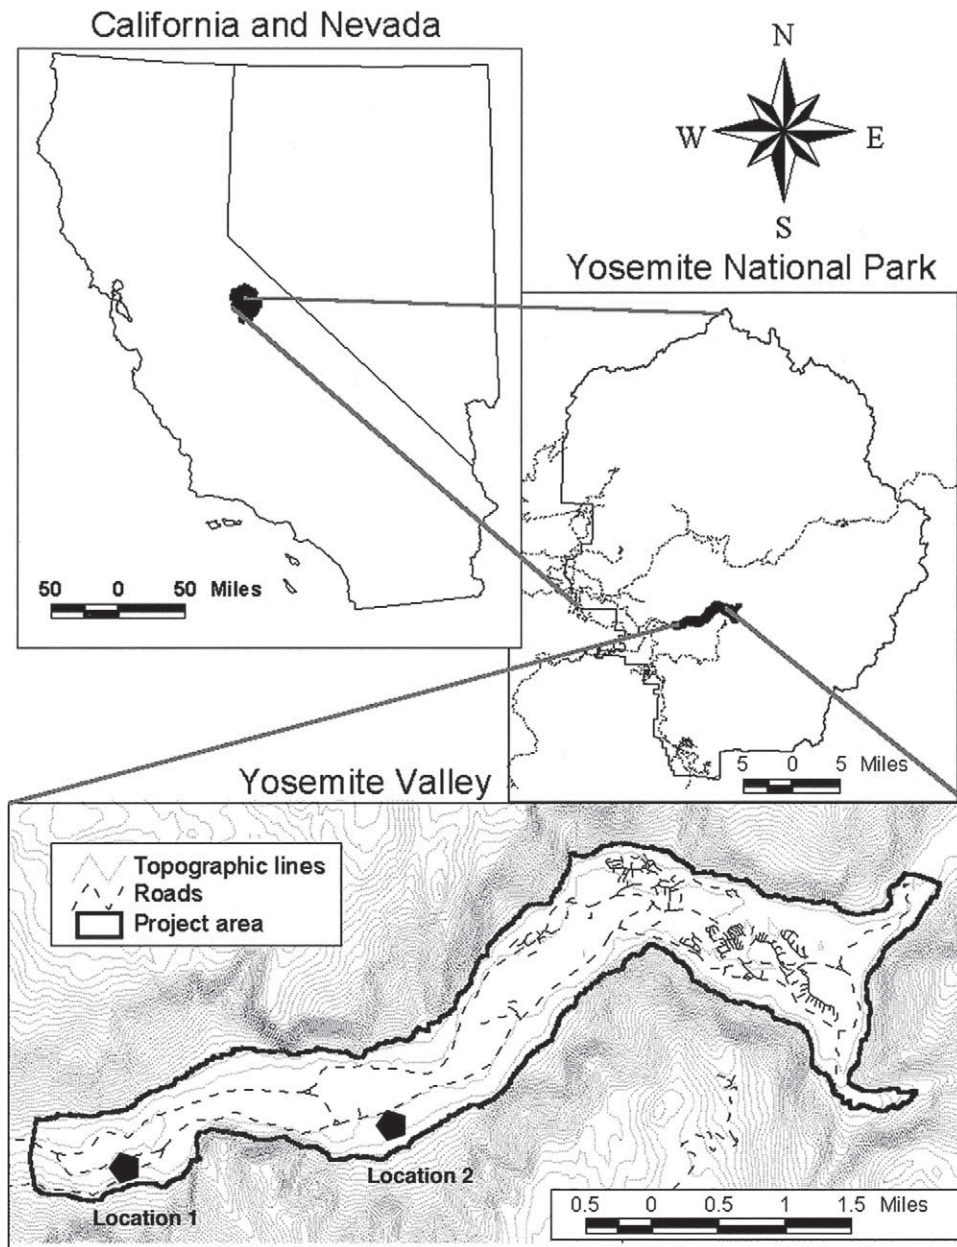 California and Nevada
N
W E
S
Yosemite National Park
50 0 50 Miles
5 0 5 Miles
Yosemite Valley
Topographic lines
Roads
Project area
Location 2
Location 1
0.5 0 0.5 1 1.5 Miles